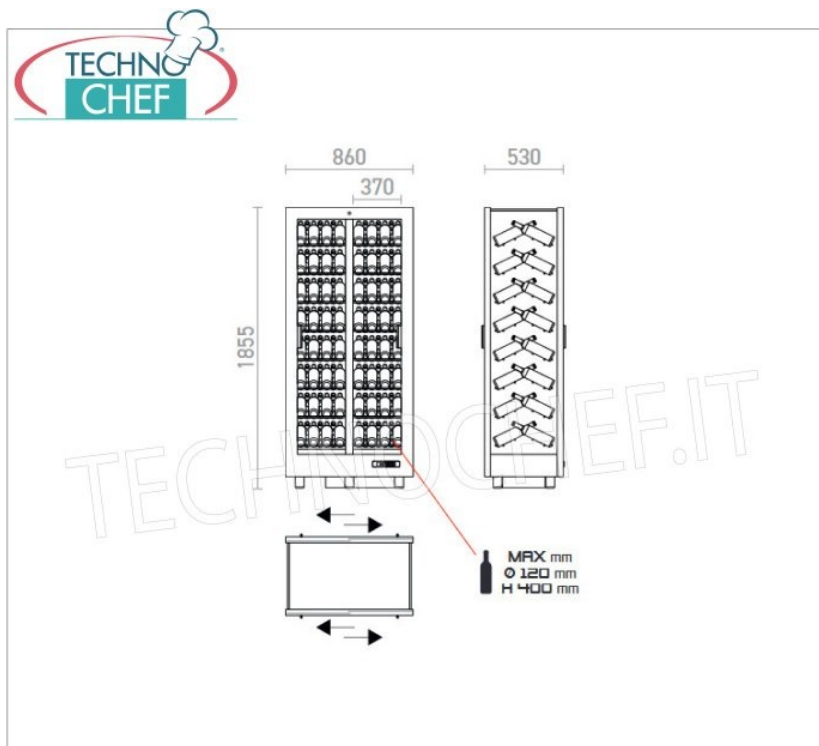 TECHNO
CHEF
®
860
530
370
1855
TECHNOCHEF.IT
MAX mm
Ø 120 mm
H 400 mm